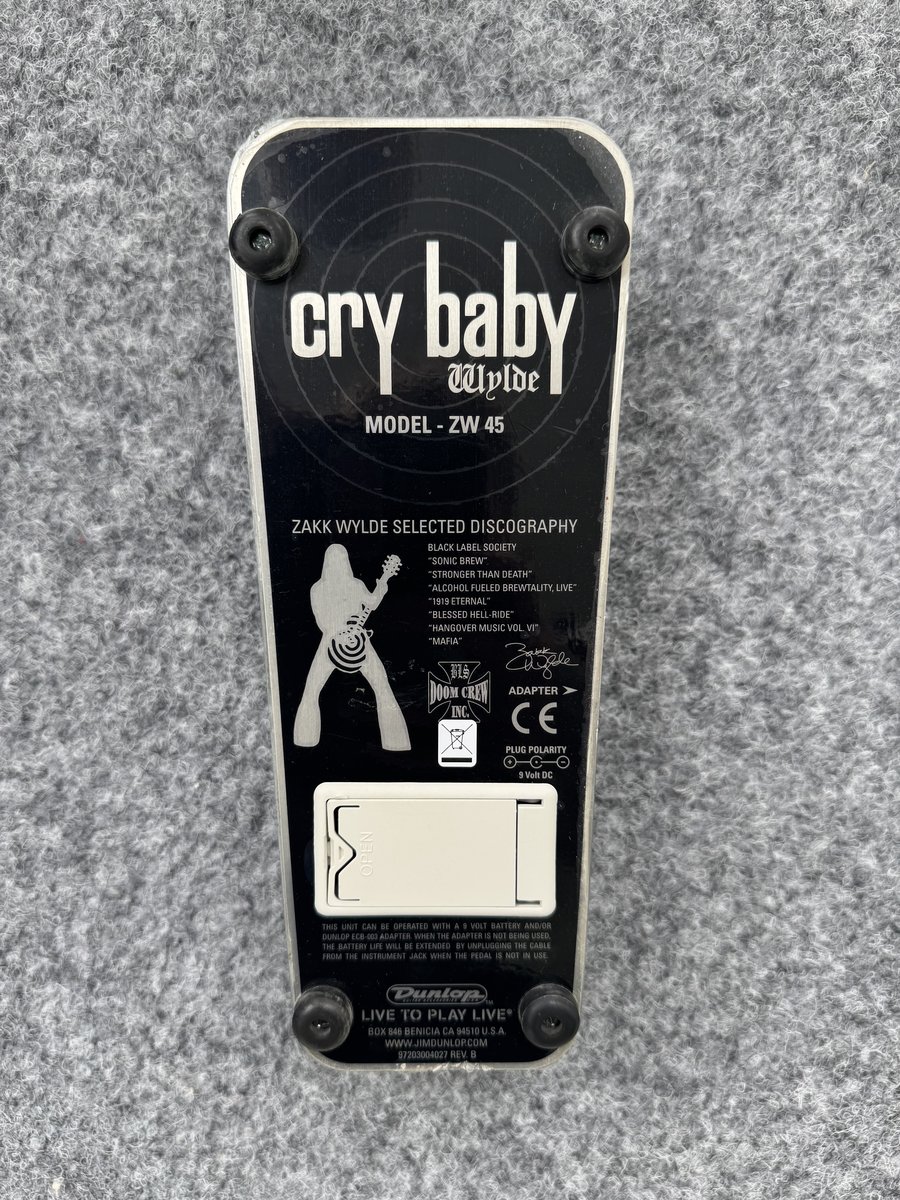 cry baby
Wylde
MODEL - ZW 45
ZAKK WYLDE SELECTED DISCOGRAPHY
BLACK LABEL SOCIETY
"SONIC BREW"
"STRONGER THAN DEATH"
"ALCOHOL FUELED BREWTALITY, LIVE"
"1919 ETERNAL"
"BLESSED HELL-RIDE"
"HANGOVER MUSIC VOL. VI"
"MAFIA"
Zakk Wylde
BLS
DOOM CREW
INC.
ADAPTER
CE
PLUG POLARITY
+ -
9 Volt DC
OPEN
THIS UNIT CAN BE OPERATED WITH A 9 VOLT BATTERY AND/OR
DUNLOP ECB-003 ADAPTER. WHEN THE ADAPTER IS NOT BEING USED,
THE BATTERY LIFE WILL BE EXTENDED BY UNPLUGGING THE CABLE
FROM THE INSTRUMENT JACK WHEN THE PEDAL IS NOT IN USE.
Dunlop™
LIVE TO PLAY LIVE®
BOX 846 BENICIA CA 94510 U.S.A.
WWW.JIMDUNLOP.COM
97203004027 REV. B